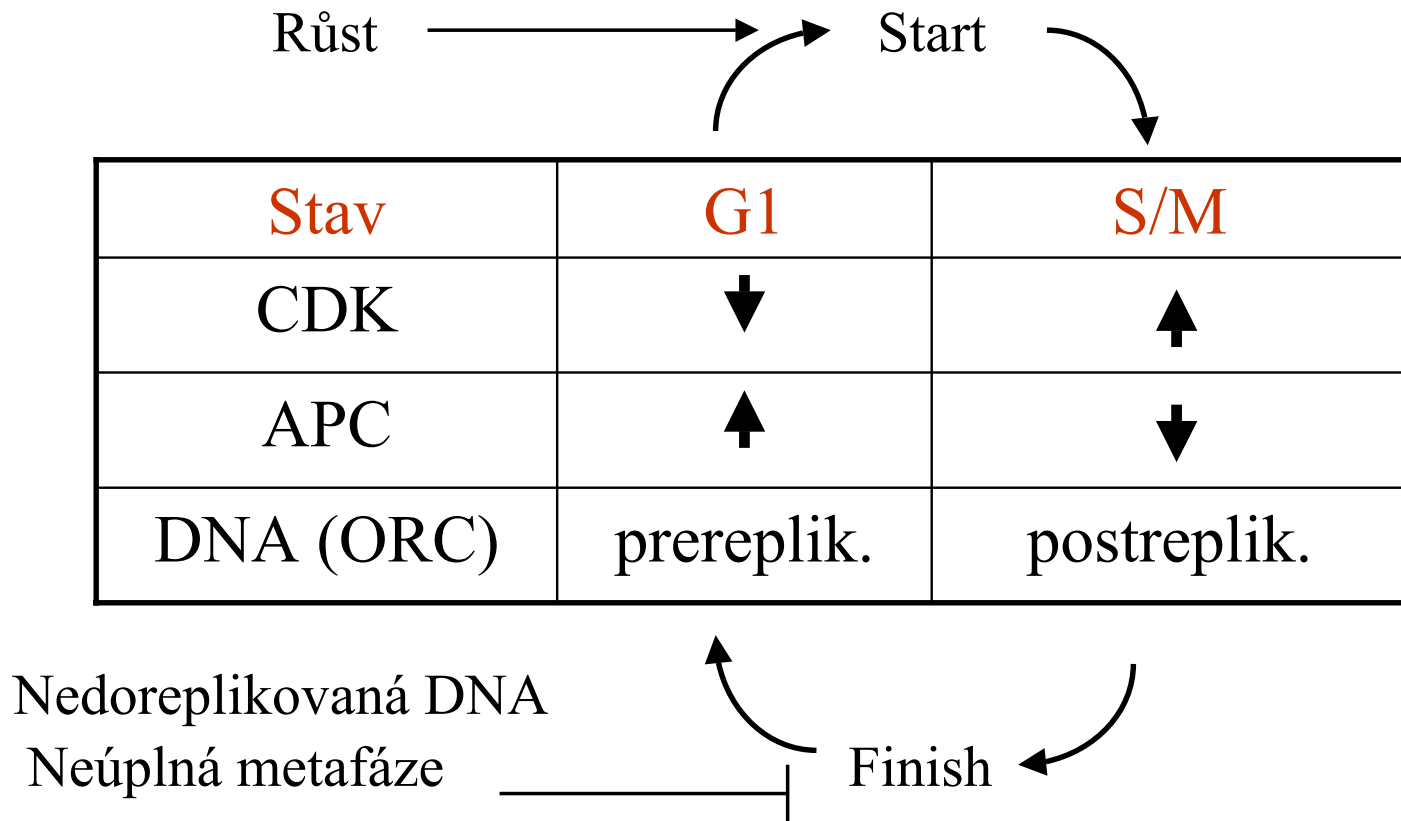 Růst Start
Stav G1 S/M
CDK
APC
DNA (ORC) prereplik. postreplik.
Nedoreplikovaná DNA
Neúplná metafáze Finish